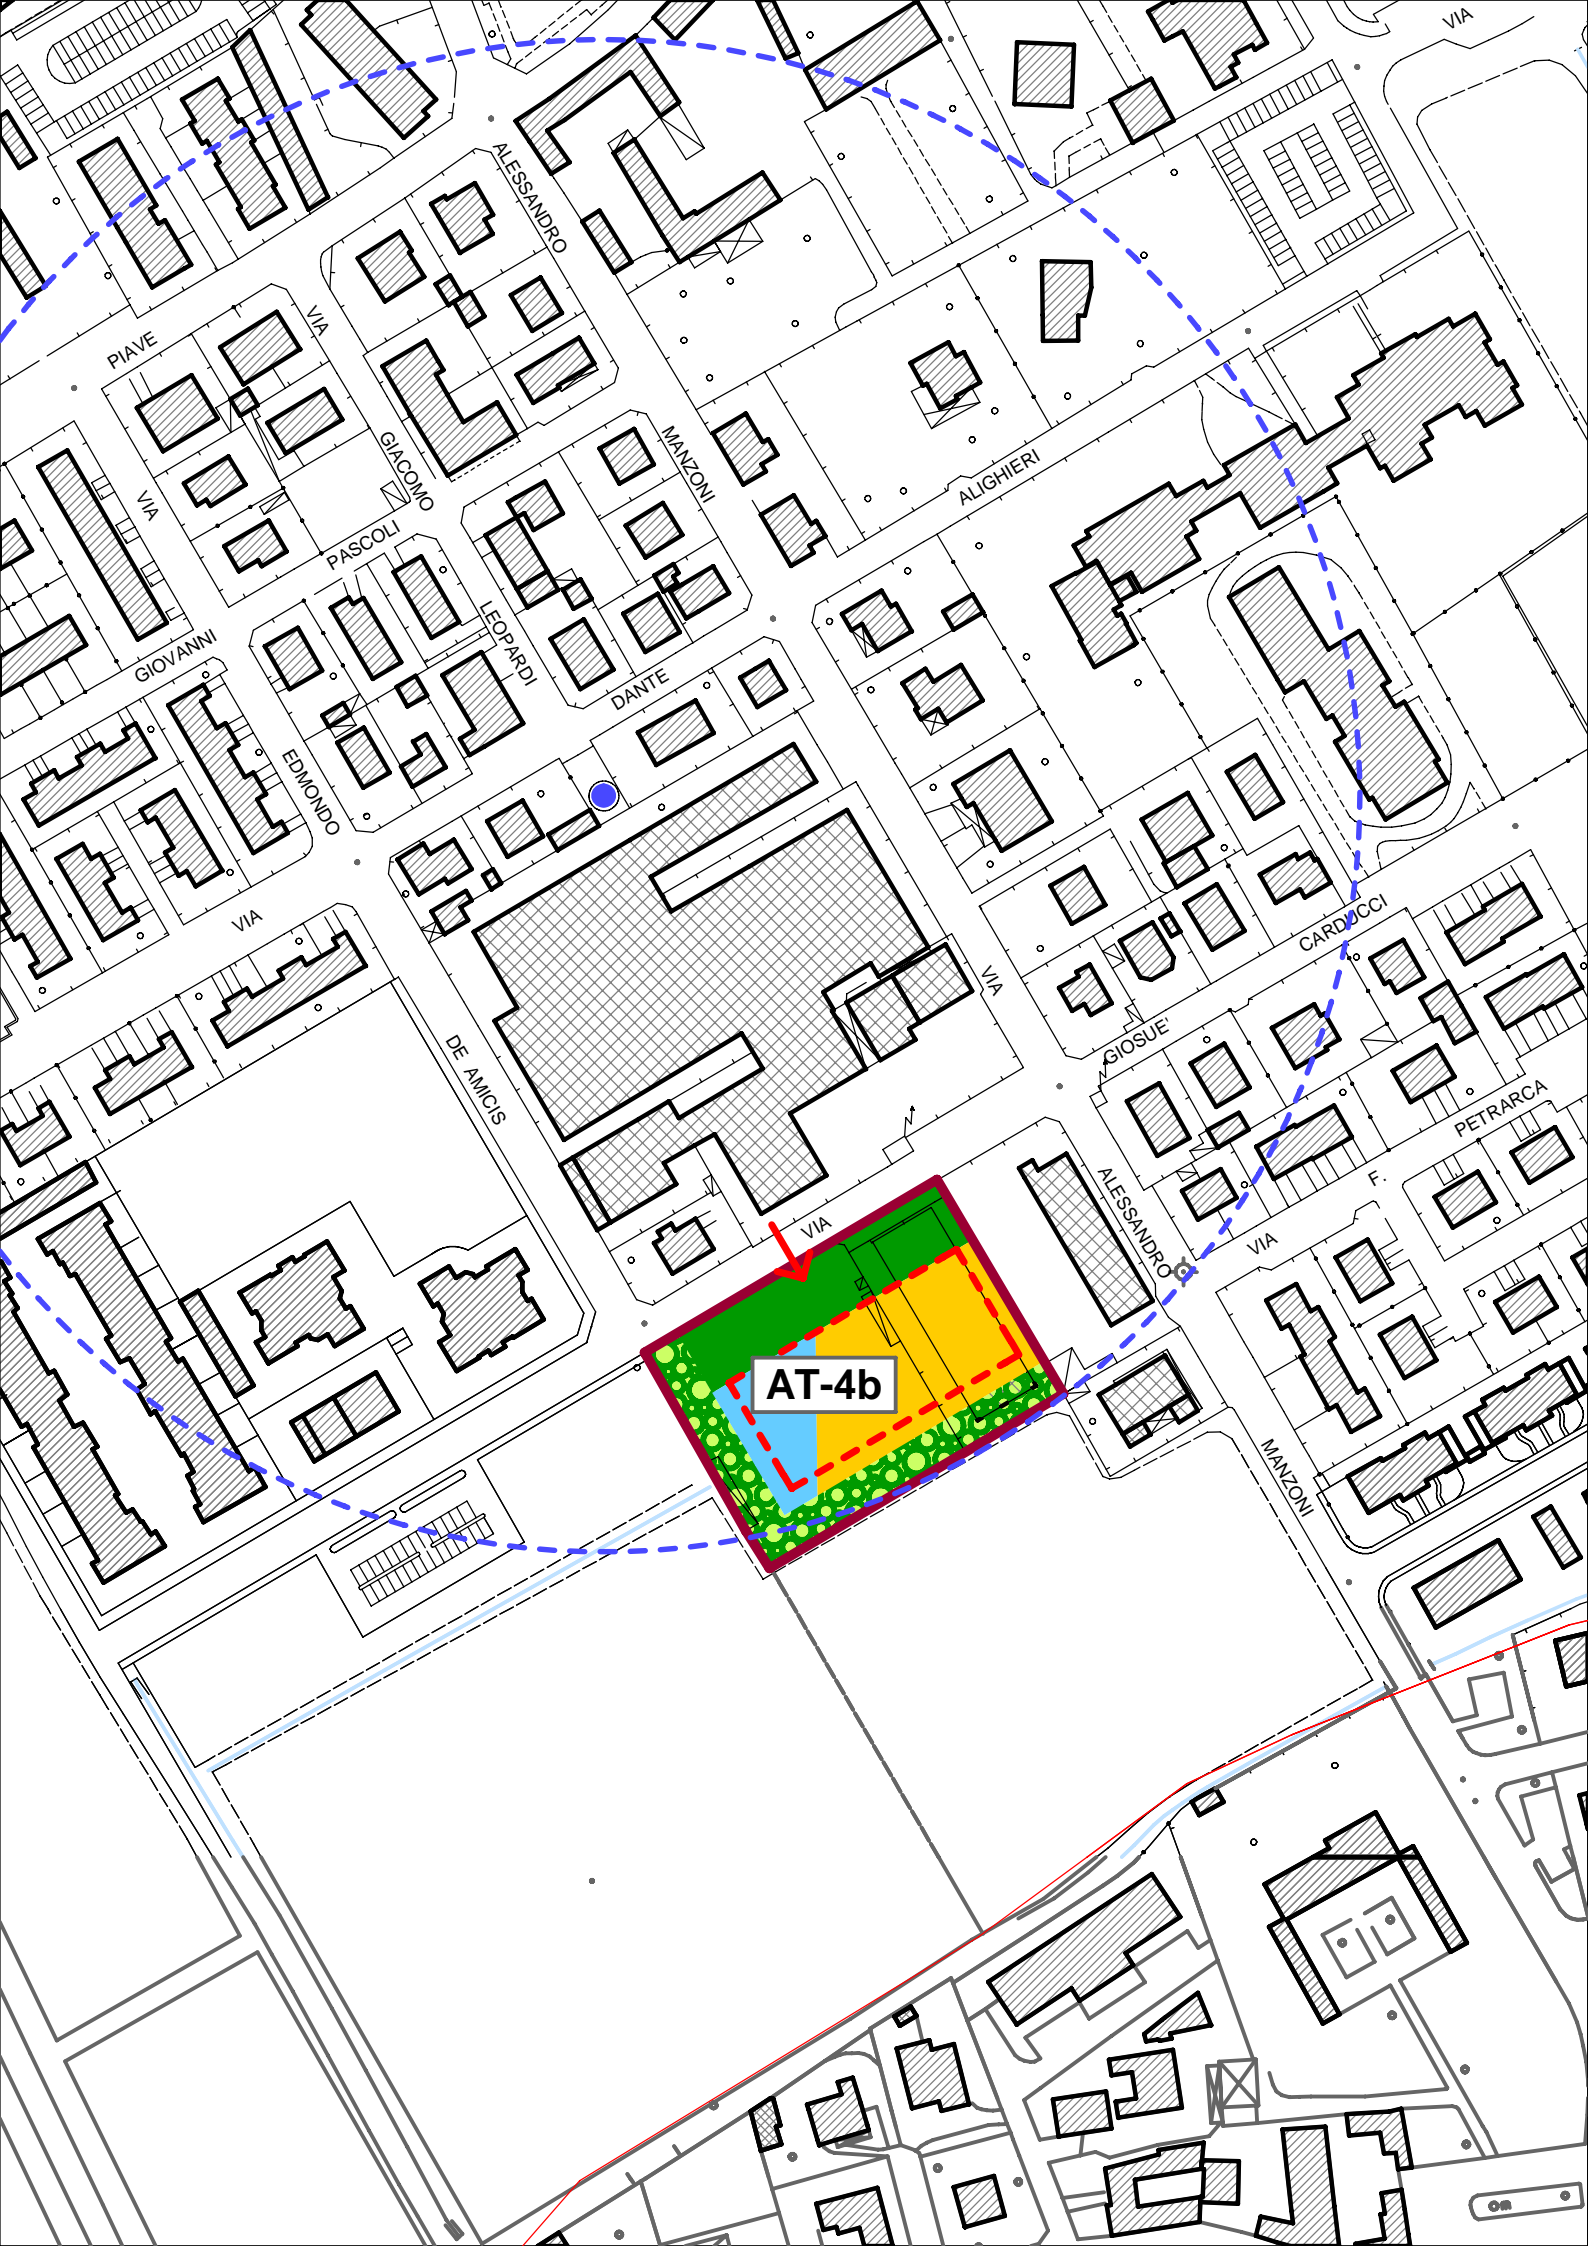 VIA
ALESSANDRO
PIAVE
VIA
MANZONI
GIACOMO
ALIGHIERI
VIA
PASCOLI
LEOPARDI
GIOVANNI
DANTE
EDMONDO
VIA
CARDUCCI
VIA
DE AMICIS
GIOSUE'
PETRARCA
F.
ALESSANDRO
VIA
VIA
AT-4b
MANZONI